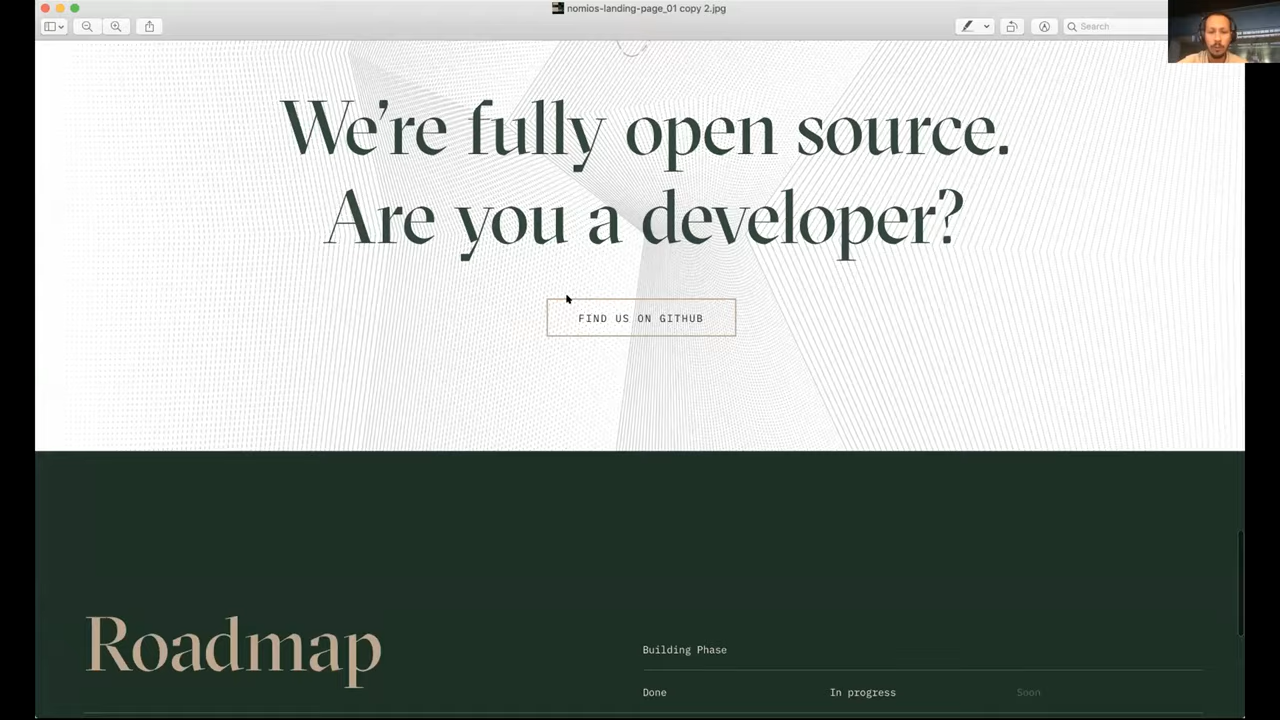 nomios-landing-page_01 copy 2.jpg
Search
We're fully open source.
Are you a developer?
FIND US ON GITHUB
Roadmap
Building Phase
Done
In progress
Soon